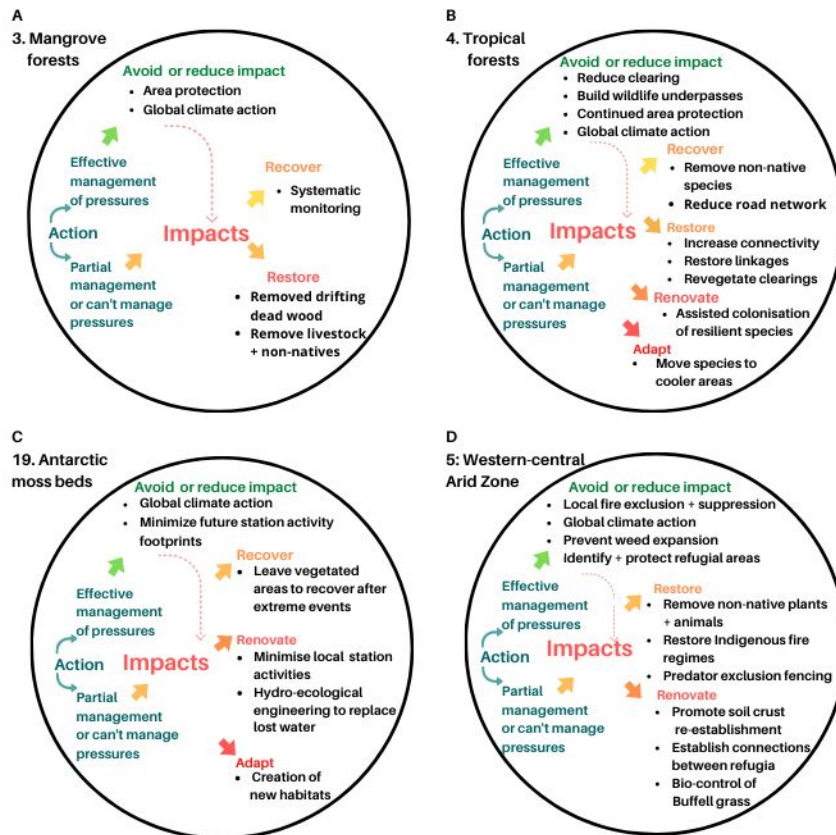 A
3. Mangrove
forests
Avoid or reduce impact
• Area protection
• Global climate action
Effective
management
of pressures
Action
Partial
management
or can't manage
pressures
Impacts
Recover
• Systematic
monitoring
Restore
• Removed drifting
dead wood
• Remove livestock
+ non-natives
B
4. Tropical
forests
Avoid or reduce impact
• Reduce clearing
• Build wildlife underpasses
• Continued area protection
• Global climate action
Effective
management
of pressures
Action
Partial
management
or can't manage
pressures
Impacts
Recover
• Remove non-native
species
• Reduce road network
Restore
• Increase connectivity
• Restore linkages
• Revegetate clearings
Renovate
• Assisted colonisation
of resilient species
Adapt
• Move species to
cooler areas
C
19. Antarctic
moss beds
Avoid or reduce impact
• Global climate action
• Minimize future station activity
footprints
Effective
management
of pressures
Action
Partial
management
or can't manage
pressures
Impacts
Recover
• Leave vegetated
areas to recover after
extreme events
Renovate
• Minimise local station
activities
• Hydro-ecological
engineering to replace
lost water
Adapt
• Creation of
new habitats
D
5: Western-central
Arid Zone
Avoid or reduce impact
• Local fire exclusion + suppression
• Global climate action
• Prevent weed expansion
Identify + protect refugial areas
Effective
management
of pressures
Action
Partial
management
or can't manage
pressures
Impacts
Restore
• Remove non-native plants
+ animals
• Restore Indigenous fire
regimes
• Predator exclusion fencing
Renovate
• Promote soil crust
re-establishment
• Establish connections
between refugia
• Bio-control of
Buffell grass